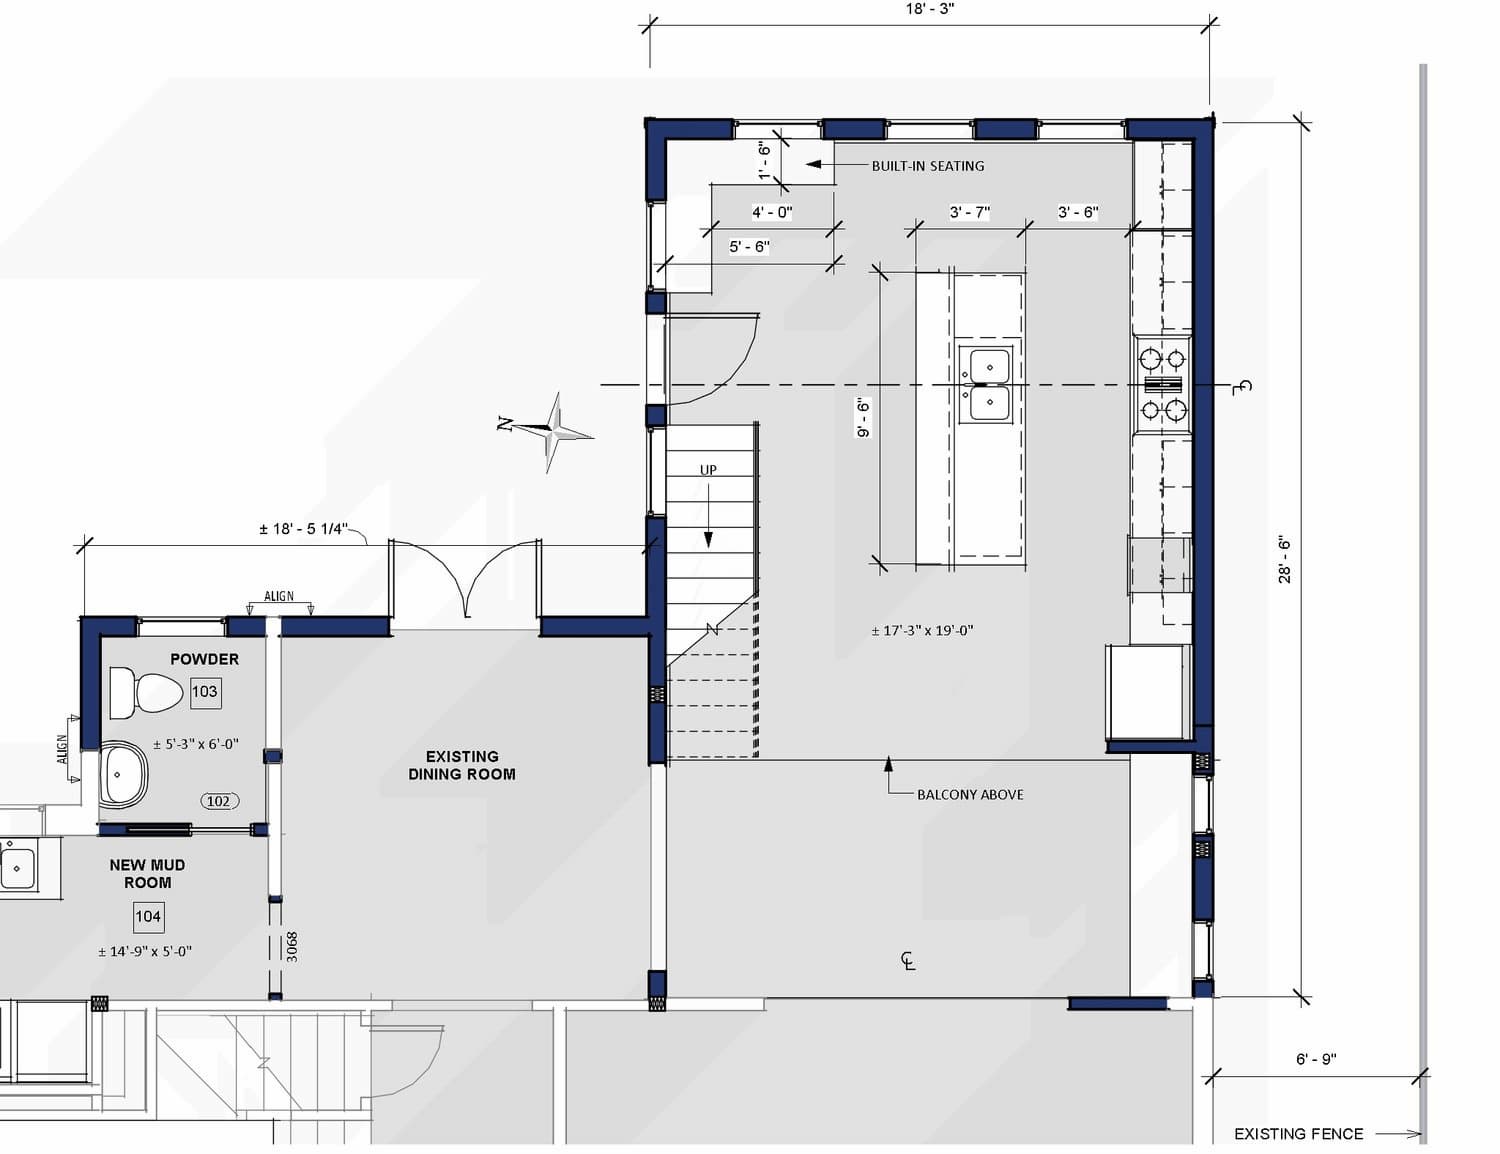 18' - 3"
1' - 6"
BUILT-IN SEATING
4' - 0"
3' - 7"
3' - 6"
5' - 6"
9' - 6"
N
UP
± 18' - 5 1/4"
28' - 6"
ALIGN
N
± 17'-3" x 19'-0"
POWDER
103
± 5'-3" x 6'-0"
ALIGN
EXISTING
DINING ROOM
102
BALCONY ABOVE
NEW MUD
ROOM
104
± 14'-9" x 5'-0"
3068
6' - 9"
EXISTING FENCE